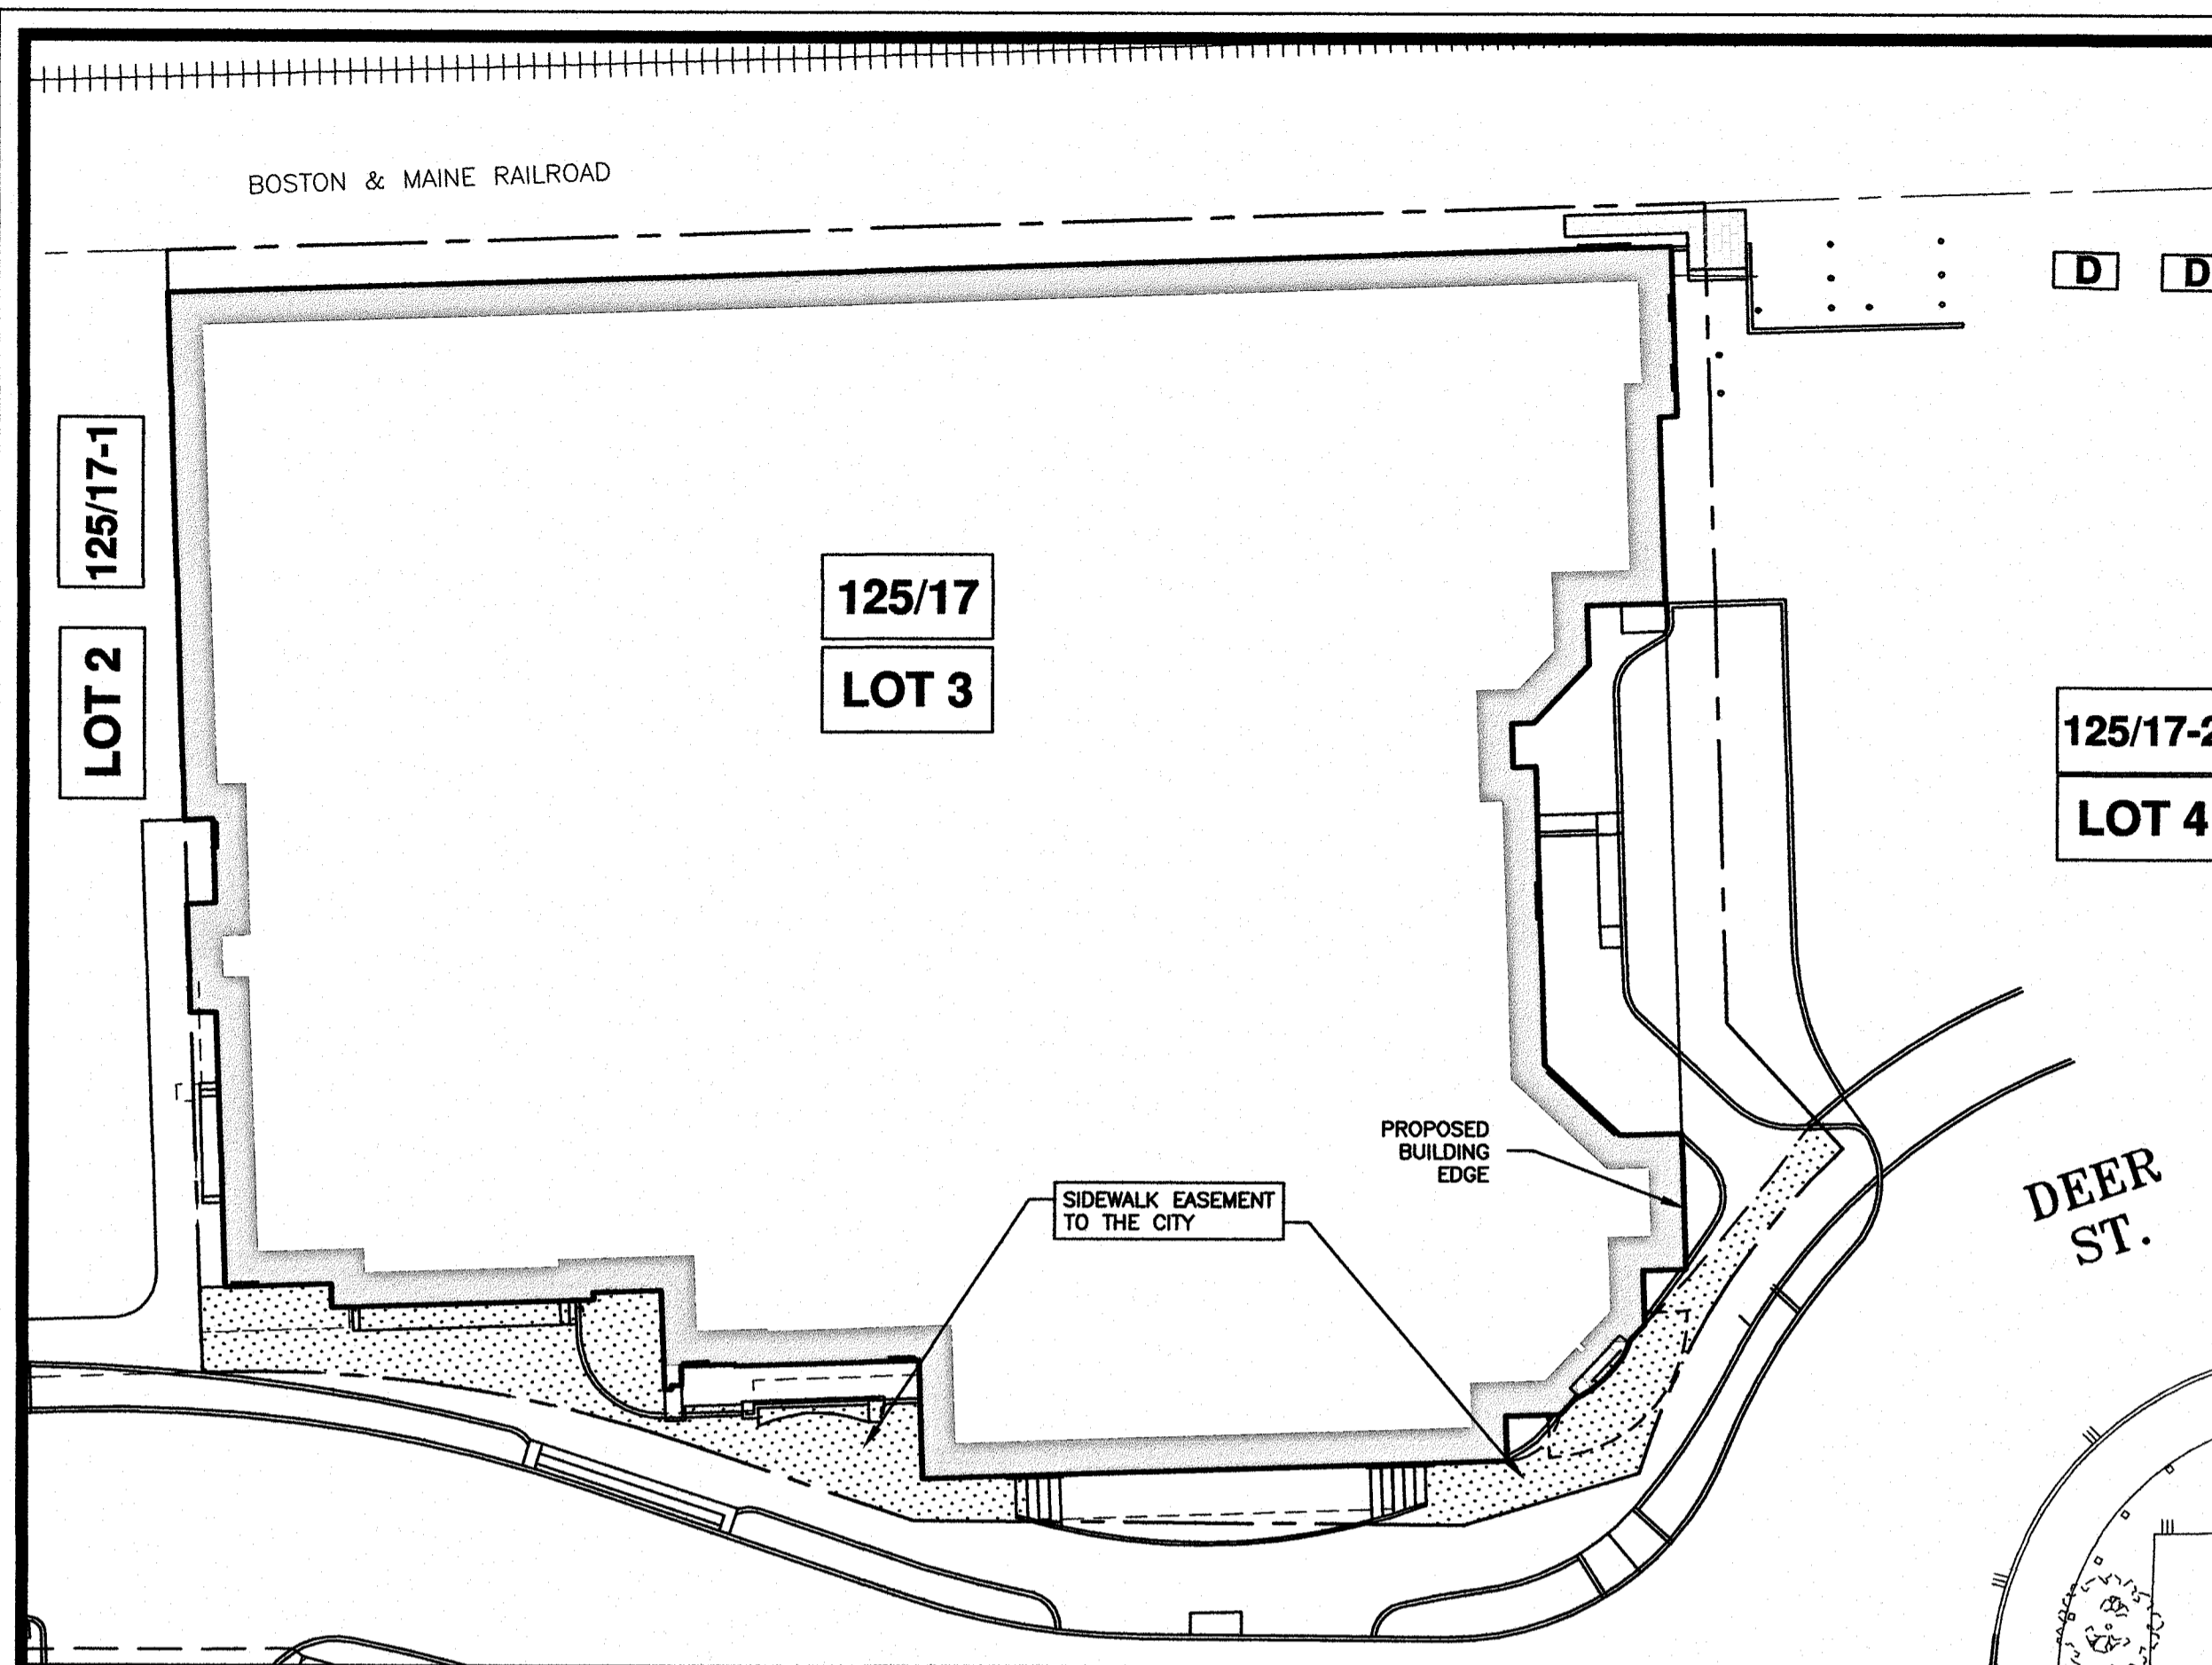 BOSTON & MAINE RAILROAD
D
D
125/17-1
LOT 2
125/17
LOT 3
125/17-2
LOT 4
PROPOSED
BUILDING
EDGE
SIDEWALK EASEMENT
TO THE CITY
DEER
ST.